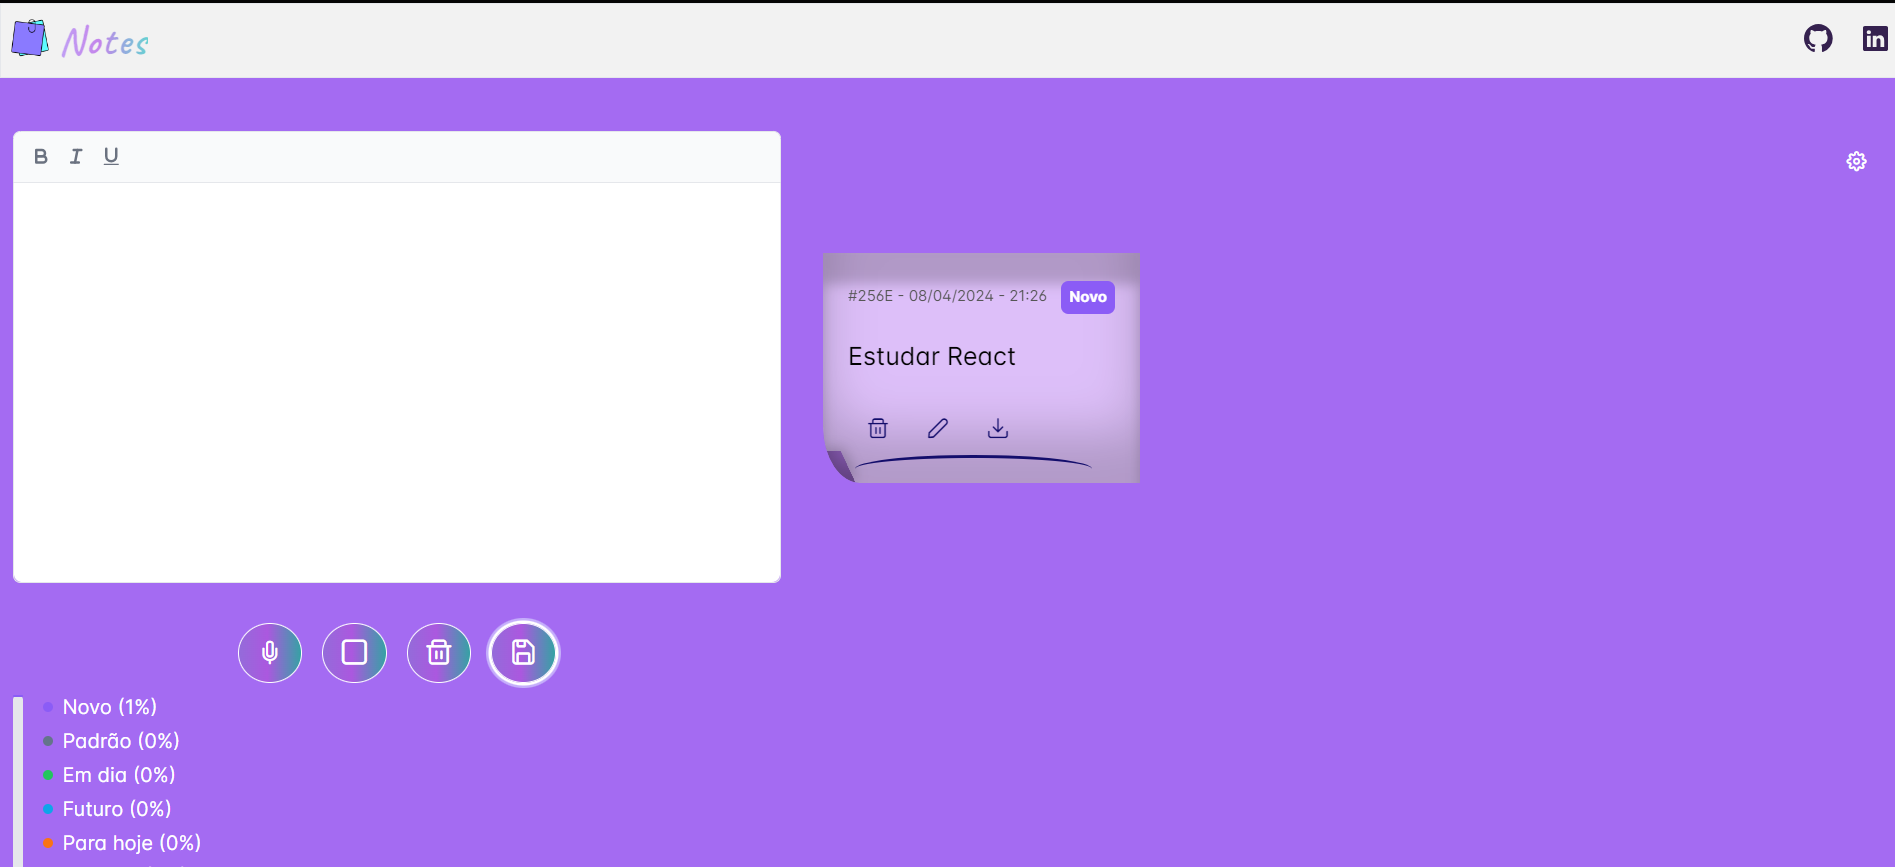 Notes
B I U
#256E - 08/04/2024 - 21:26 Novo
Estudar React
Novo (1%)
Padrão (0%)
Em dia (0%)
Futuro (0%)
Para hoje (0%)